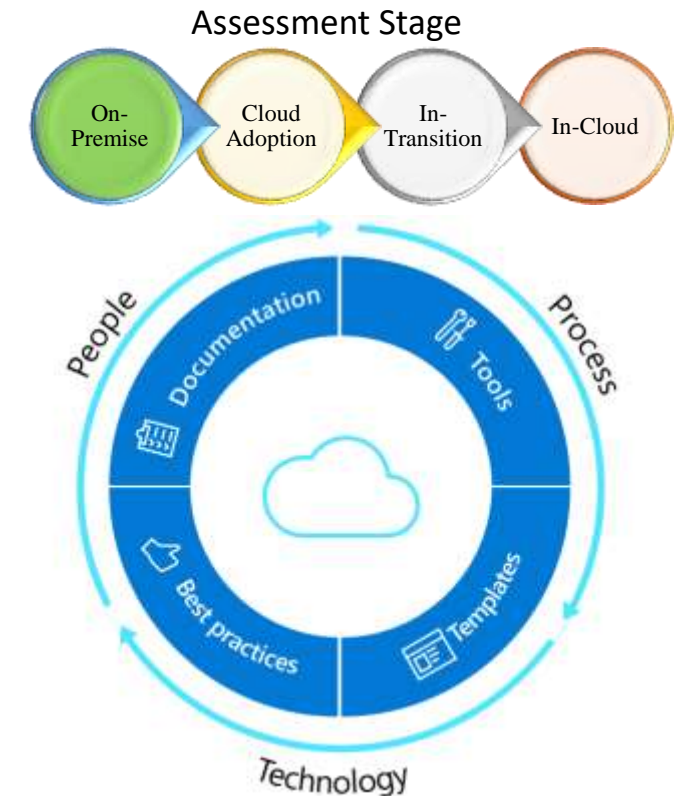 Assessment Stage
On-
Premise
Cloud
Adoption
In-
Transition
In-Cloud
People
Process
Documentation
Tools
Best practices
Templates
Technology